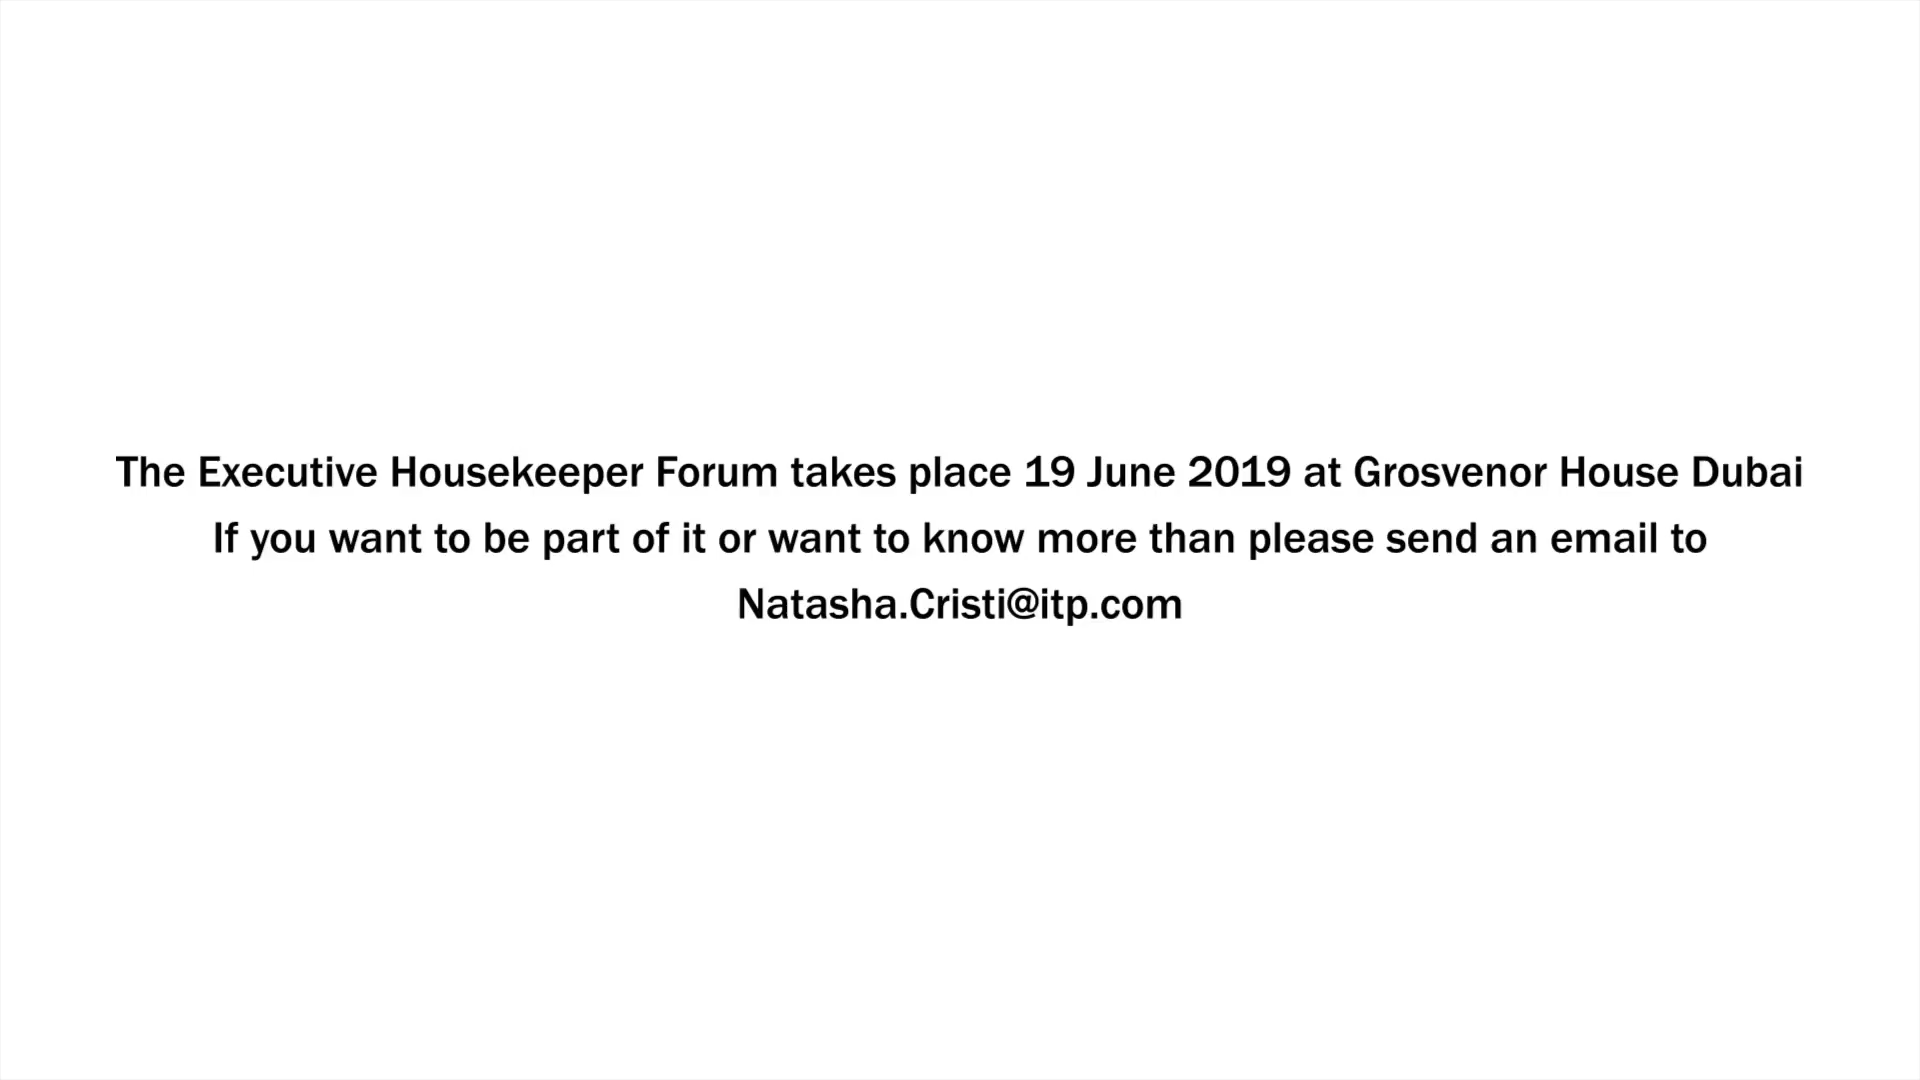 The Executive Housekeeper Forum takes place 19 June 2019 at Grosvenor House Dubai
If you want to be part of it or want to know more than please send an email to
Natasha.Cristi@itp.com